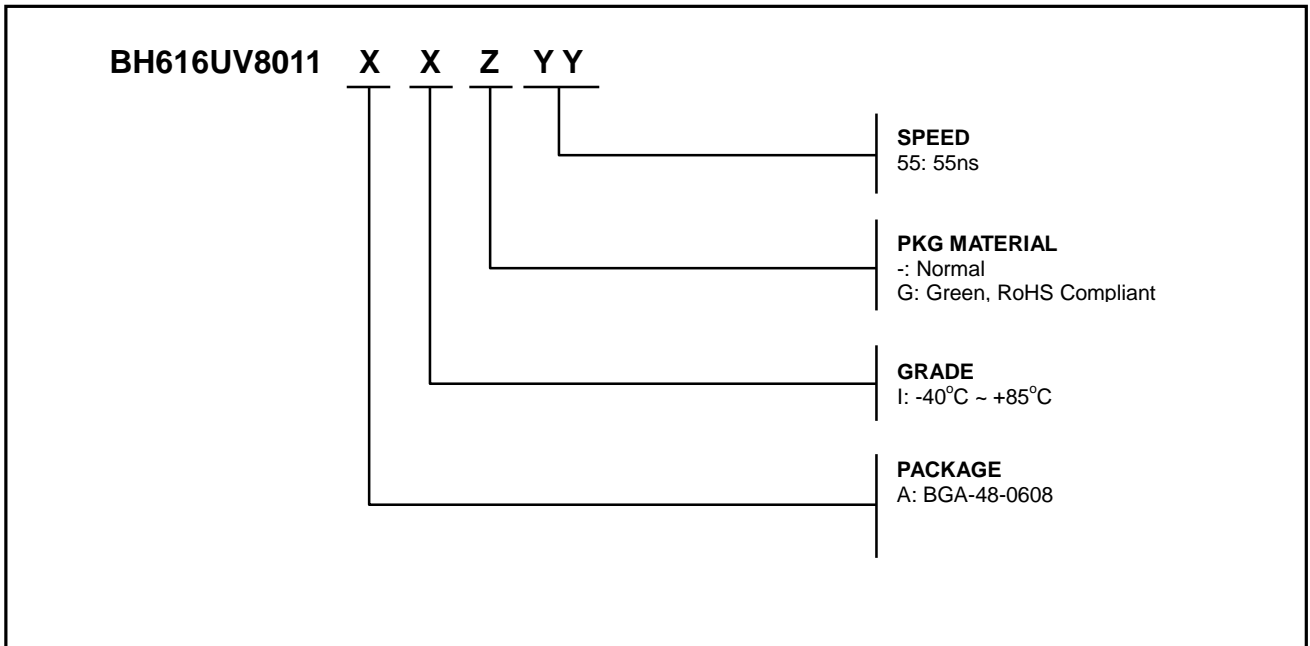 BH616UV8011 X X Z Y Y
SPEED
55: 55ns
PKG MATERIAL
-: Normal
G: Green, RoHS Compliant
GRADE
I: -40°C ~ +85°C
PACKAGE
A: BGA-48-0608